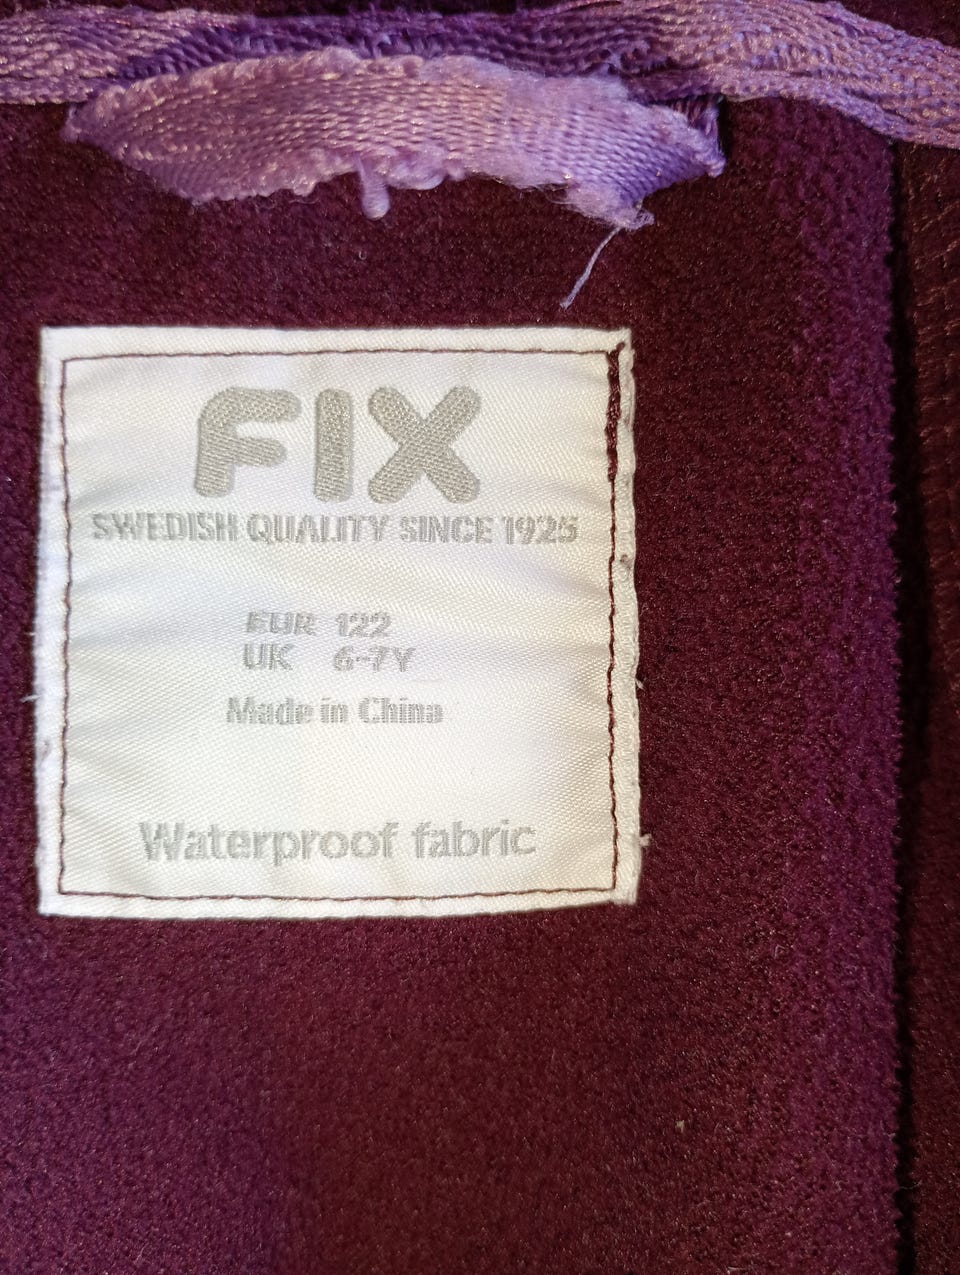 FIX
SWEDISH QUALITY SINCE 1925
EUR 122
UK 6-7Y
Made in China
Waterproof fabric